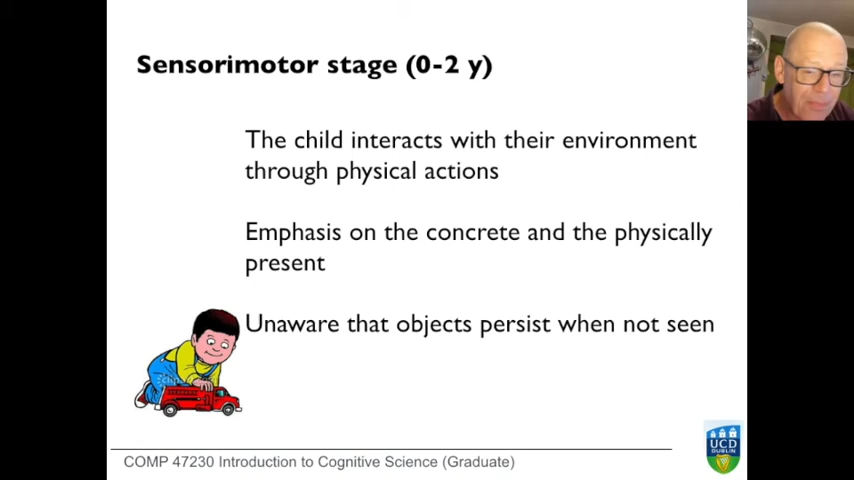 Sensorimotor stage (0-2 y)
The child interacts with their environment
through physical actions
Emphasis on the concrete and the physically
present
Unaware that objects persist when not seen
COMP 47230 Introduction to Cognitive Science (Graduate)
UCD
DUBLIN